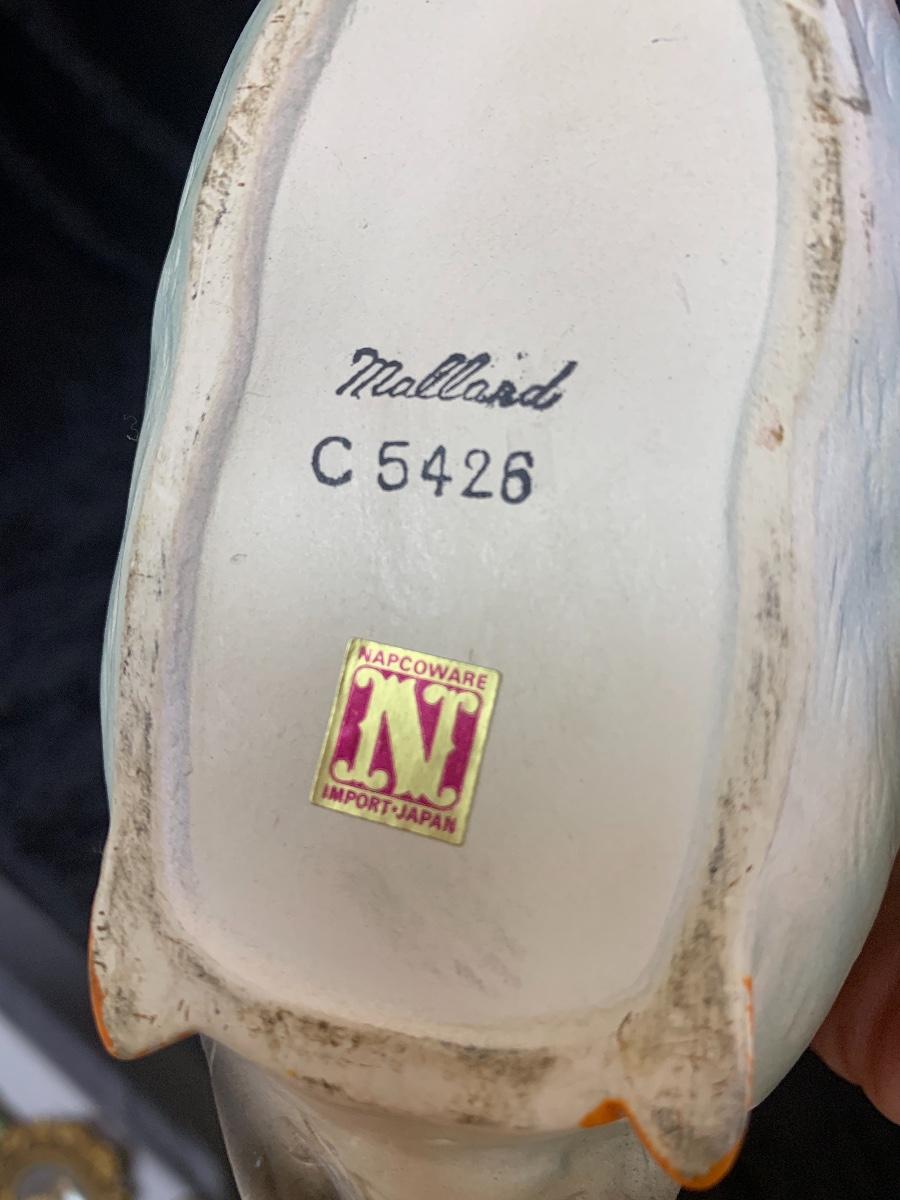 Mallard
C 5426
NAPCOWARE
N
IMPORT·JAPAN